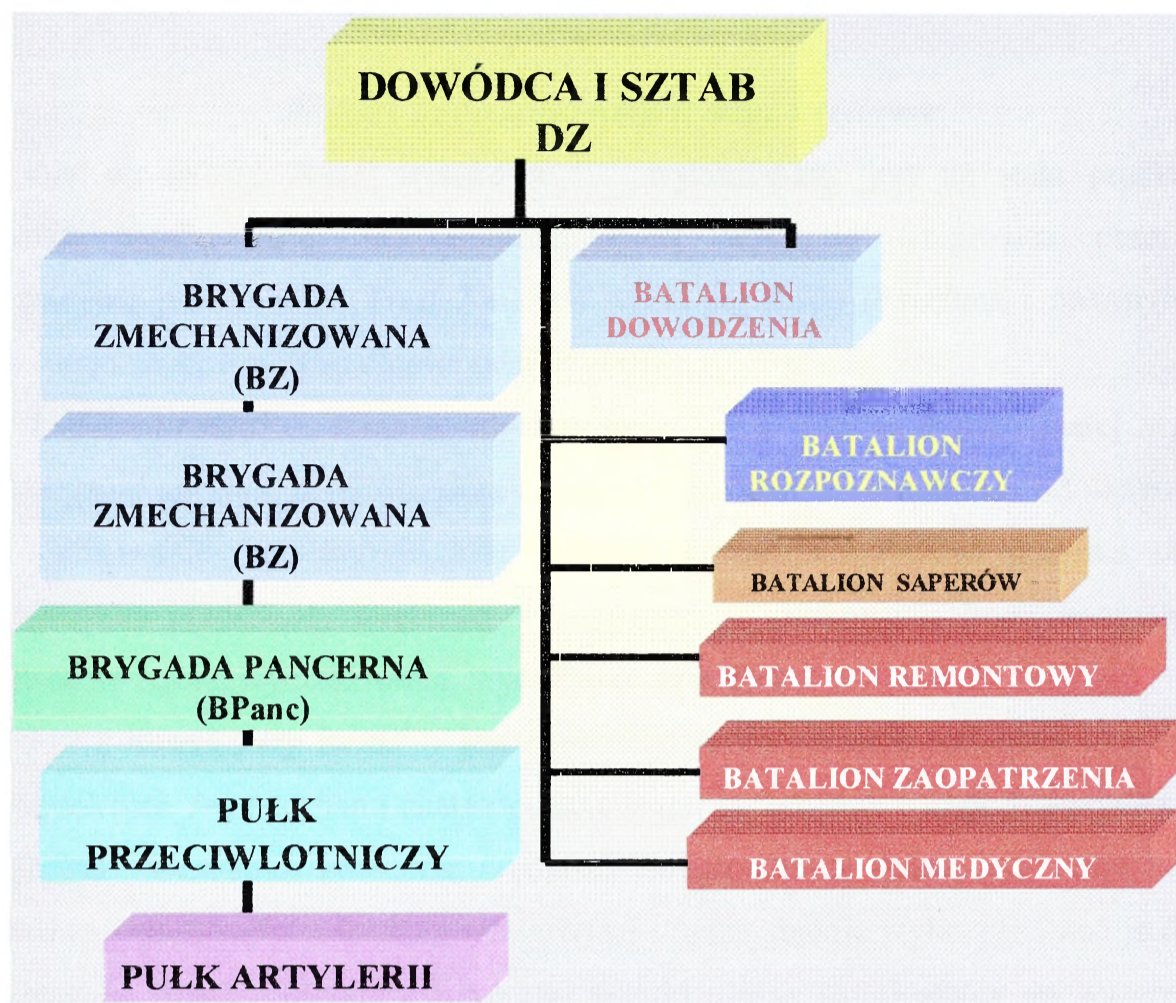 DOWÓDCA I SZTAB
DZ
BRYGADA
ZMECHANIZOWANA
(BZ)
BATALION
DOWODZENIA
BRYGADA
ZMECHANIZOWANA
(BZ)
BATALION
ROZPOZNAWCZY
BATALION SAPERÓW
BRYGADA PANCERNA
(BPanc)
BATALION REMONTOWY
PUŁK
PRZECIWLOTNICZY
BATALION ZAOPATRZENIA
BATALION MEDYCZNY
PUŁK ARTYLERII